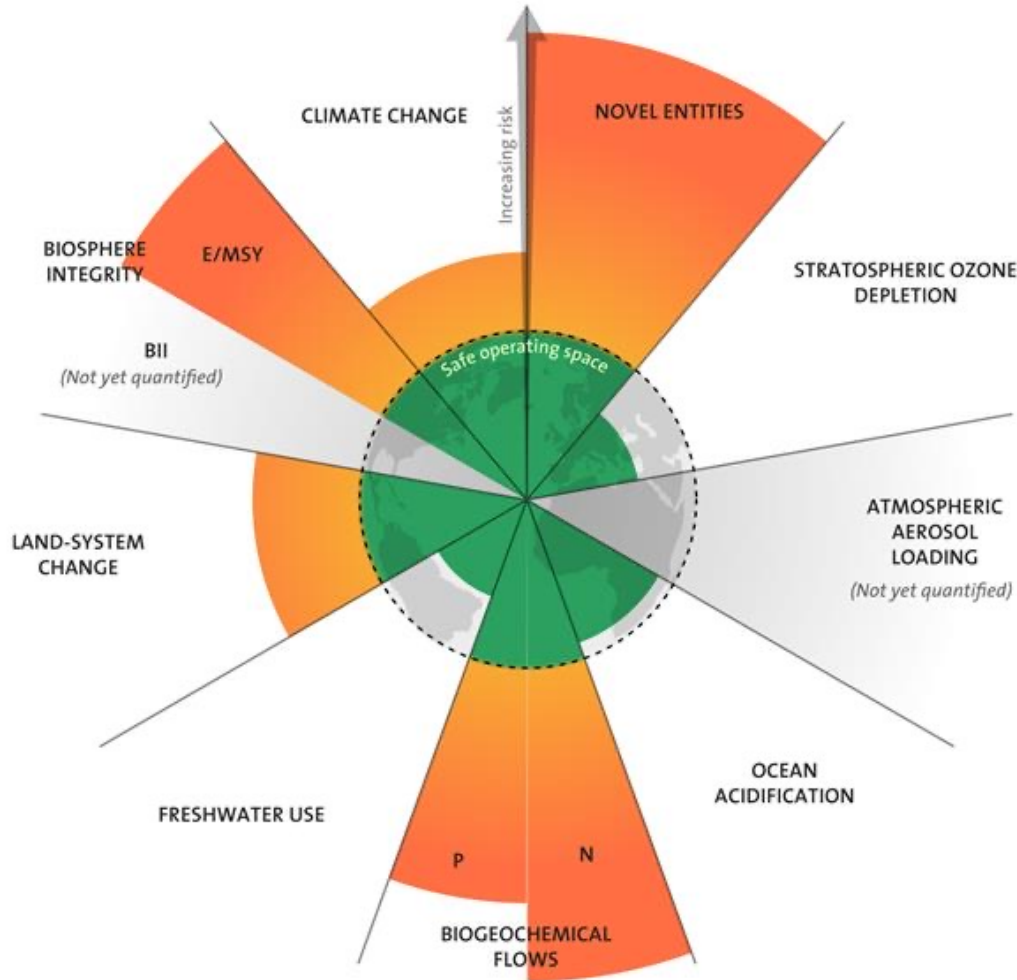 CLIMATE CHANGE
Increasing risk
NOVEL ENTITIES
BIOSPHERE
INTEGRITY
E/MSY
STRATOSPHERIC OZONE
DEPLETION
BII
(Not yet quantified)
Safe operating space
ATMOSPHERIC
AEROSOL
LOADING
(Not yet quantified)
LAND-SYSTEM
CHANGE
OCEAN
ACIDIFICATION
FRESHWATER USE
P
N
BIOGEOCHEMICAL
FLOWS